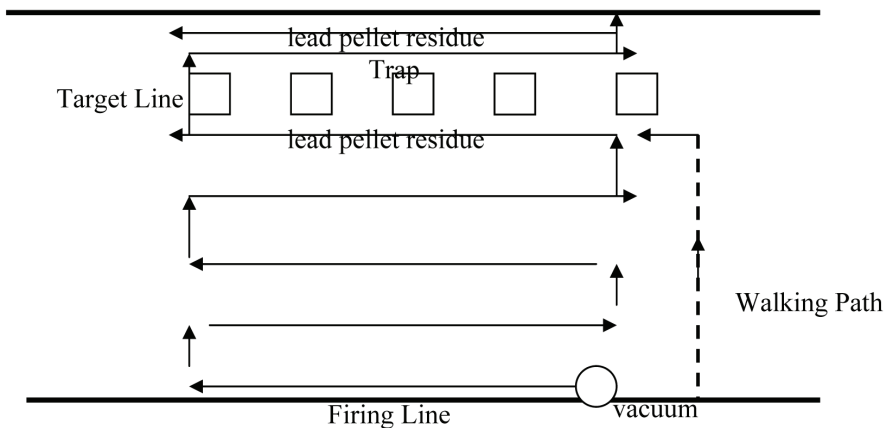 lead pellet residue
Trap
Target Line
lead pellet residue
Walking Path
vacuum
Firing Line